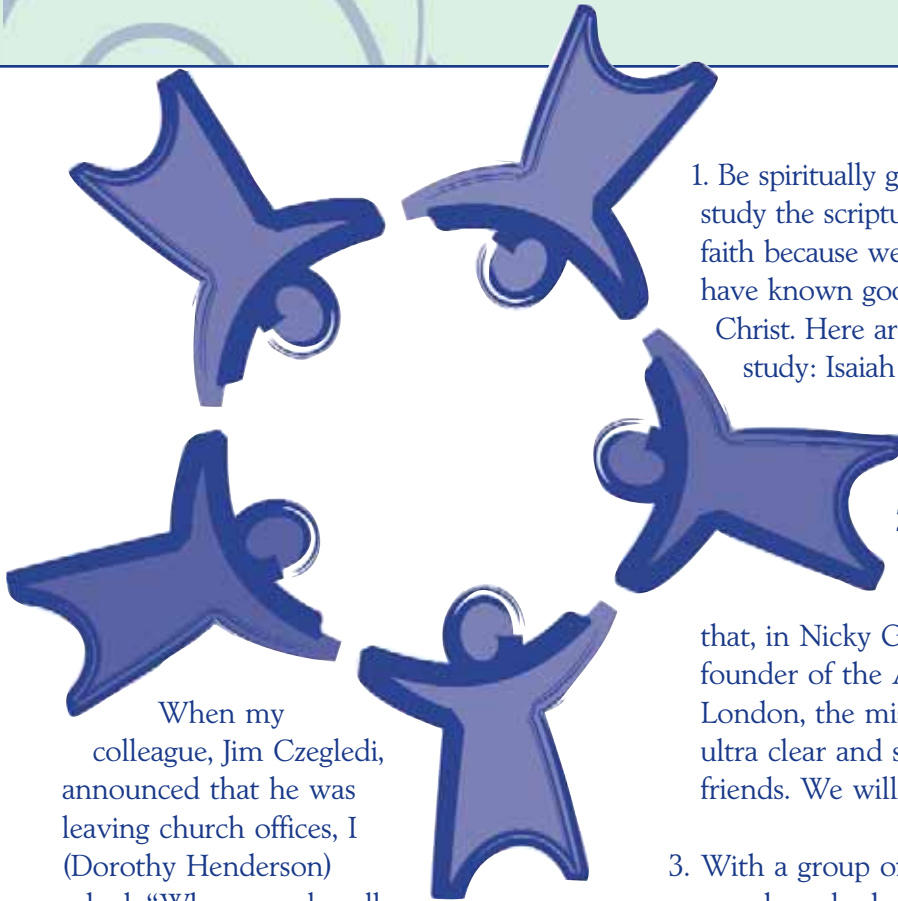 When my
colleague, Jim Czegledi,
announced that he was
leaving church offices, I
(Dorothy Henderson)
1. Be spiritually g
study the scriptu
faith because we
have known goo
Christ. Here ar
study: Isaiah
that, in Nicky G
founder of the A
London, the mi
ultra clear and s
friends. We will
3. With a group of